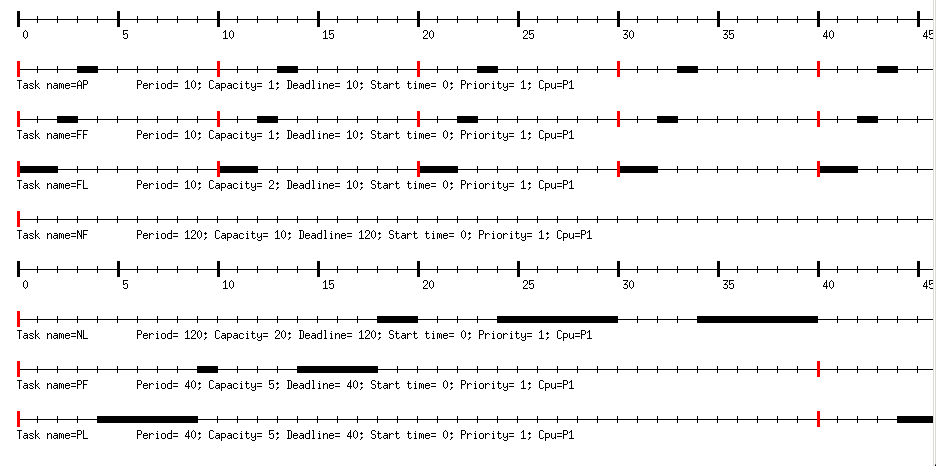 0 5 10 15 20 25 30 35 40 45
Task name=AP Period= 10; Capacity= 1; Deadline= 10; Start time= 0; Priority= 1; Cpu=P1
Task name=FF Period= 10; Capacity= 1; Deadline= 10; Start time= 0; Priority= 1; Cpu=P1
Task name=FL Period= 10; Capacity= 2; Deadline= 10; Start time= 0; Priority= 1; Cpu=P1
Task name=NF Period= 120; Capacity= 10; Deadline= 120; Start time= 0; Priority= 1; Cpu=P1
0 5 10 15 20 25 30 35 40 45
Task name=NL Period= 120; Capacity= 20; Deadline= 120; Start time= 0; Priority= 1; Cpu=P1
Task name=PF Period= 40; Capacity= 5; Deadline= 40; Start time= 0; Priority= 1; Cpu=P1
Task name=PL Period= 40; Capacity= 5; Deadline= 40; Start time= 0; Priority= 1; Cpu=P1